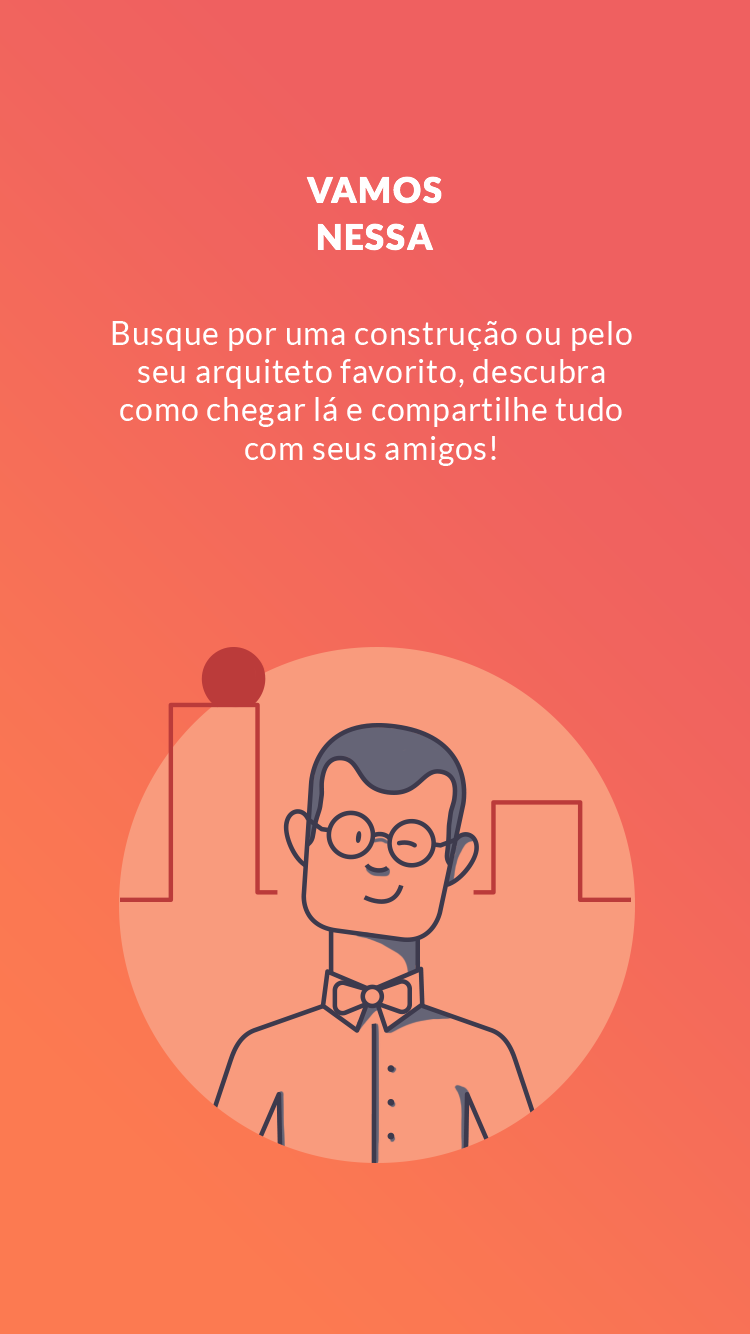 VAMOS
NESSA
Busque por uma construção ou pelo
seu arquiteto favorito, descubra
como chegar lá e compartilhe tudo
com seus amigos!